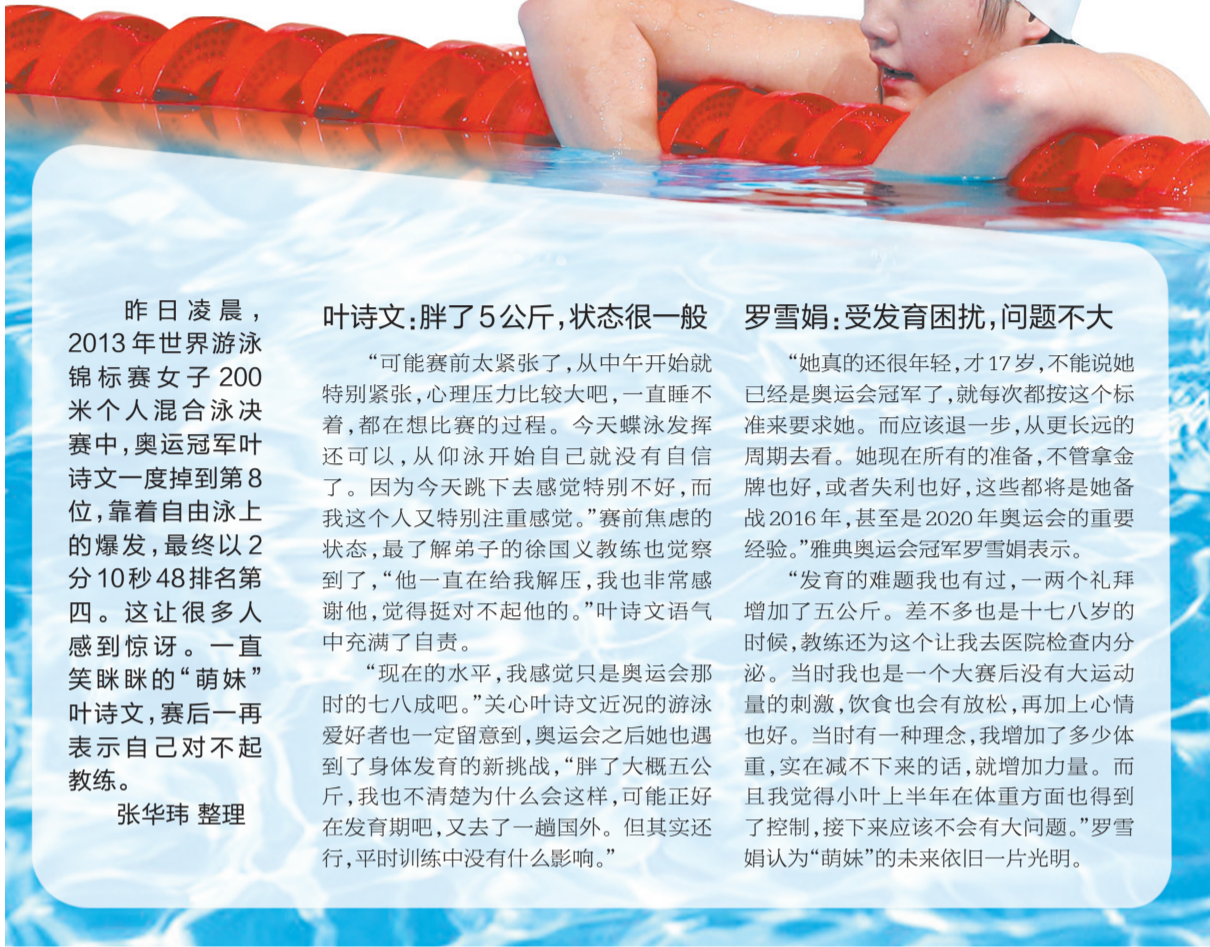 昨日凌晨，
2013年世界游泳
锦标赛女子200
米个人混合泳决
赛中，奥运冠军叶
诗文一度掉到第8
位，靠着自由泳上
的爆发，最终以2
分10秒48排名第
四。这让很多人
感到惊讶。一直
笑眯眯的“萌妹”
叶诗文，赛后一再
表示自己对不起
教练。
张华玮 整理
叶诗文：胖了5公斤，状态很一般
“可能赛前太紧张了，从中午开始就
特别紧张，心理压力比较大吧，一直睡不
着，都在想比赛的过程。今天蝶泳发挥
还可以，从仰泳开始自己就没有自信
了。因为今天跳下去感觉特别不好，而
我这个人又特别注重感觉。”赛前焦虑的
状态，最了解弟子的徐国义教练也觉察
到了，“他一直在给我解压，我也非常感
谢他，觉得挺对不起他的。”叶诗文语气
中充满了自责。
“现在的水平，我感觉只是奥运会那
时的七八成吧。”关心叶诗文近况的游泳
爱好者也一定留意到，奥运会之后她也遇
到了身体发育的新挑战，“胖了大概五公
斤，我也不清楚为什么会这样，可能正好
在发育期吧，又去了一趟国外。但其实还
行，平时训练中没有什么影响。”
罗雪娟：受发育困扰，问题不大
“她真的还很年轻，才17岁，不能说她
已经是奥运会冠军了，就每次都按这个标
准来要求她。而应该退一步，从更长远的
周期去看。她现在所有的准备，不管拿金
牌也好，或者失利也好，这些都将是她备
战2016年，甚至是2020年奥运会的重要
经验。”雅典奥运会冠军罗雪娟表示。
“发育的难题我也有过，一两个礼拜
增加了五公斤。差不多也是十七八岁的
时候，教练还为这个让我去医院检查内分
泌。当时我也是一个大赛后没有大运动
量的刺激，饮食也会有放松，再加上心情
也好。当时有一种理念，我增加了多少体
重，实在减不下来的话，就增加力量。而
且我觉得小叶上半年在体重方面也得到
了控制，接下来应该不会有大问题。”罗雪
娟认为“萌妹”的未来依旧一片光明。